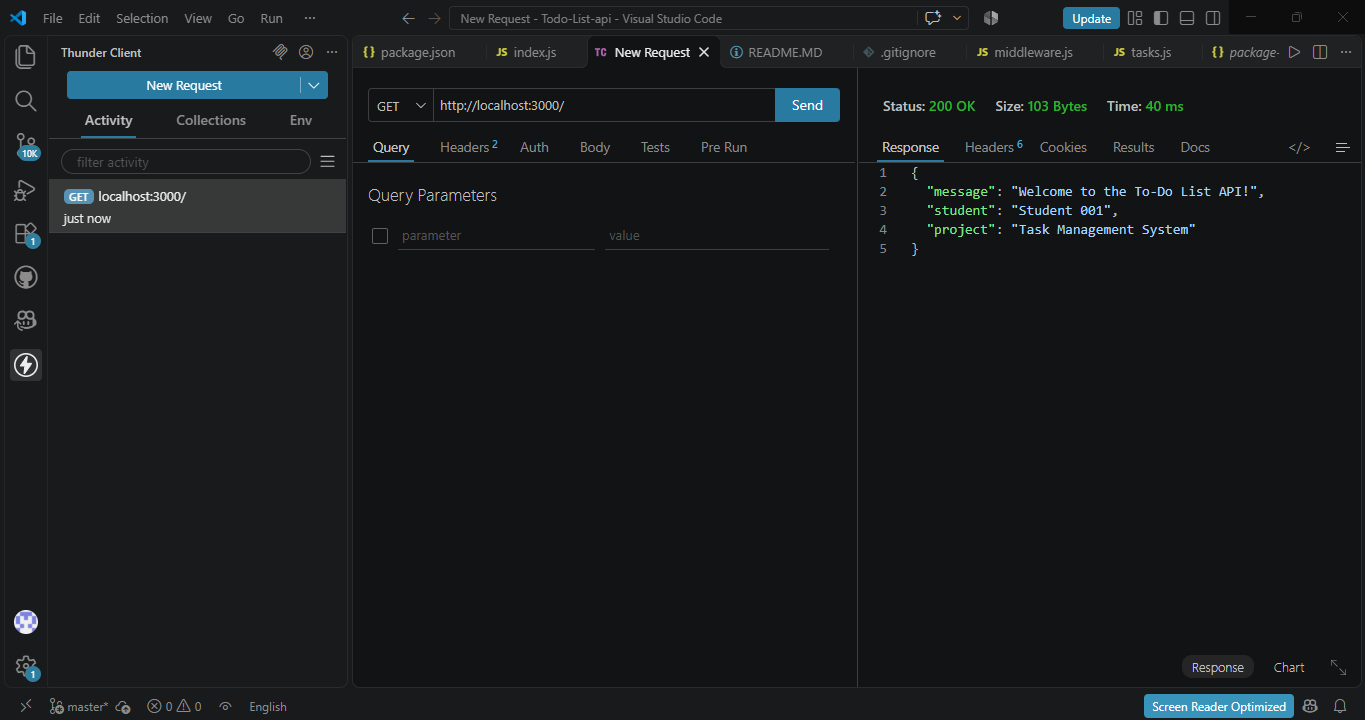 File Edit Selection View Go Run ··· New Request - Todo-List-api - Visual Studio Code Update
Thunder Client ···
New Request
Activity Collections Env
filter activity
GET localhost:3000/
just now
10K
1
1
{} package.json JS index.js TC New Request README.MD .gitignore JS middleware.js JS tasks.js {} package- ···
GET http://localhost:3000/ Send
Query Headers 2 Auth Body Tests Pre Run
Query Parameters
parameter value
Status: 200 OK Size: 103 Bytes Time: 40 ms
Response Headers 6 Cookies Results Docs </>
1 {
2 "message": "Welcome to the To-Do List API!",
3 "student": "Student 001",
4 "project": "Task Management System"
5 }
Response Chart
master* 0 0 English Screen Reader Optimized